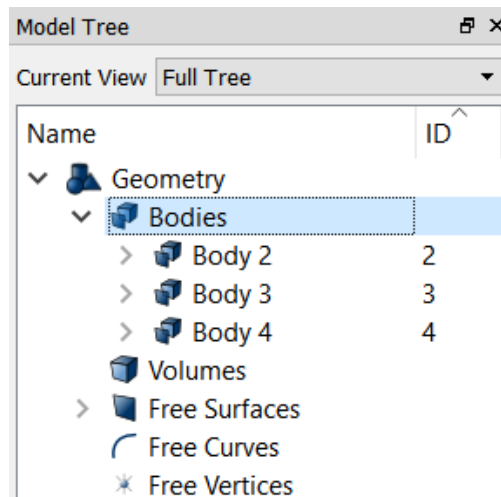 Model Tree
Current View Full Tree
Name ID
Geometry
Bodies
Body 2 2
Body 3 3
Body 4 4
Volumes
Free Surfaces
Free Curves
Free Vertices